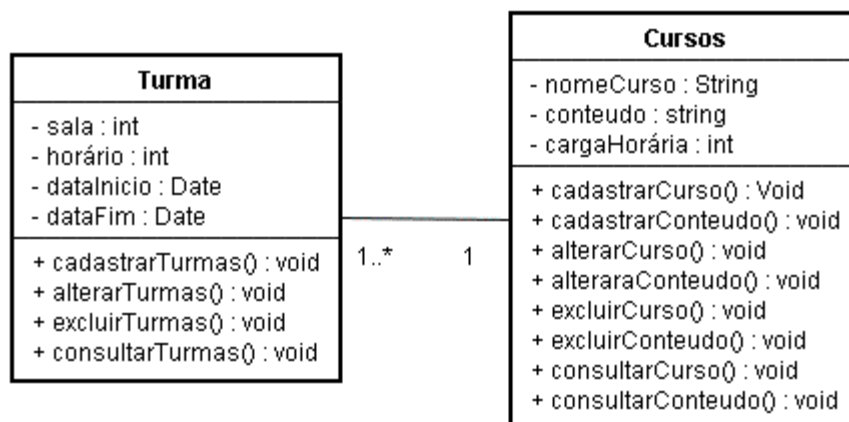 Turma
- sala : int
- horário : int
- dataInicio : Date
- dataFim : Date
+ cadastrarTurmas() : void
+ alterarTurmas() : void
+ excluirTurmas() : void
+ consultarTurmas() : void
1..*
1
Cursos
- nomeCurso : String
- conteudo : string
- cargaHorária : int
+ cadastrarCurso() : Void
+ cadastrarConteudo() : void
+ alterarCurso() : void
+ alteraraConteudo() : void
+ excluirCurso() : void
+ excluirConteudo() : void
+ consultarCurso() : void
+ consultarConteudo() : void